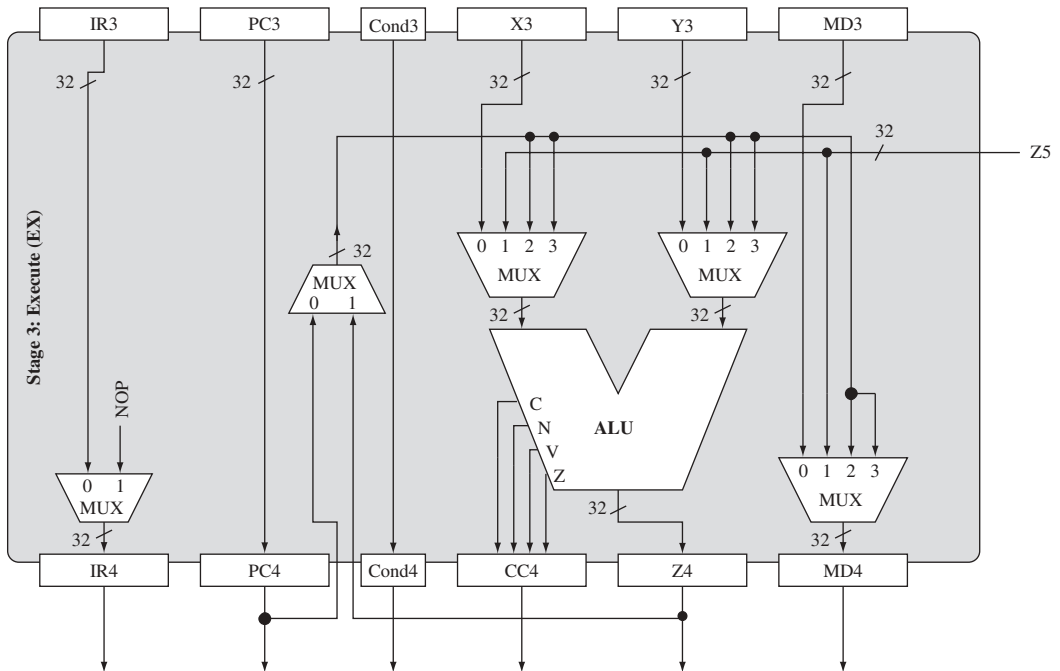 IR3 PC3 Cond3 X3 Y3 MD3
32 32 32 32 32
32
Z5
Stage 3: Execute (EX)
32
0 1 2 3 0 1 2 3
MUX MUX
MUX
0 1
32 32
NOP
C
N
V
Z
ALU
0 1
MUX
0 1 2 3
MUX
32 32 32
IR4 PC4 Cond4 CC4 Z4 MD4